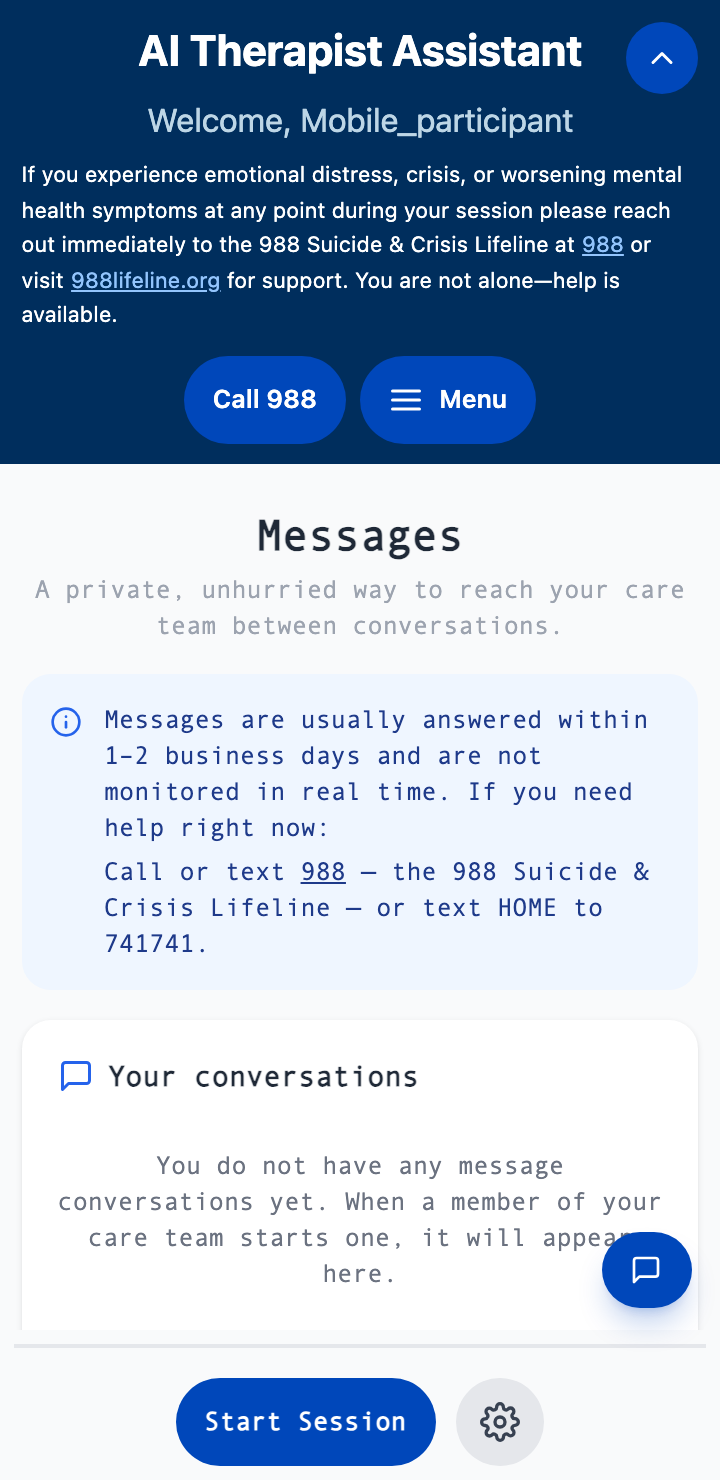 AI Therapist Assistant
Welcome, Mobile_participant
If you experience emotional distress, crisis, or worsening mental
health symptoms at any point during your session please reach
out immediately to the 988 Suicide & Crisis Lifeline at 988 or
visit 988lifeline.org for support. You are not alone—help is
available.
Call 988
Menu
Messages
A private, unhurried way to reach your care
team between conversations.
Messages are usually answered within
1–2 business days and are not
monitored in real time. If you need
help right now:
Call or text 988 — the 988 Suicide &
Crisis Lifeline — or text HOME to
741741.
Your conversations
You do not have any message
conversations yet. When a member of your
care team starts one, it will appear
here.
Start Session